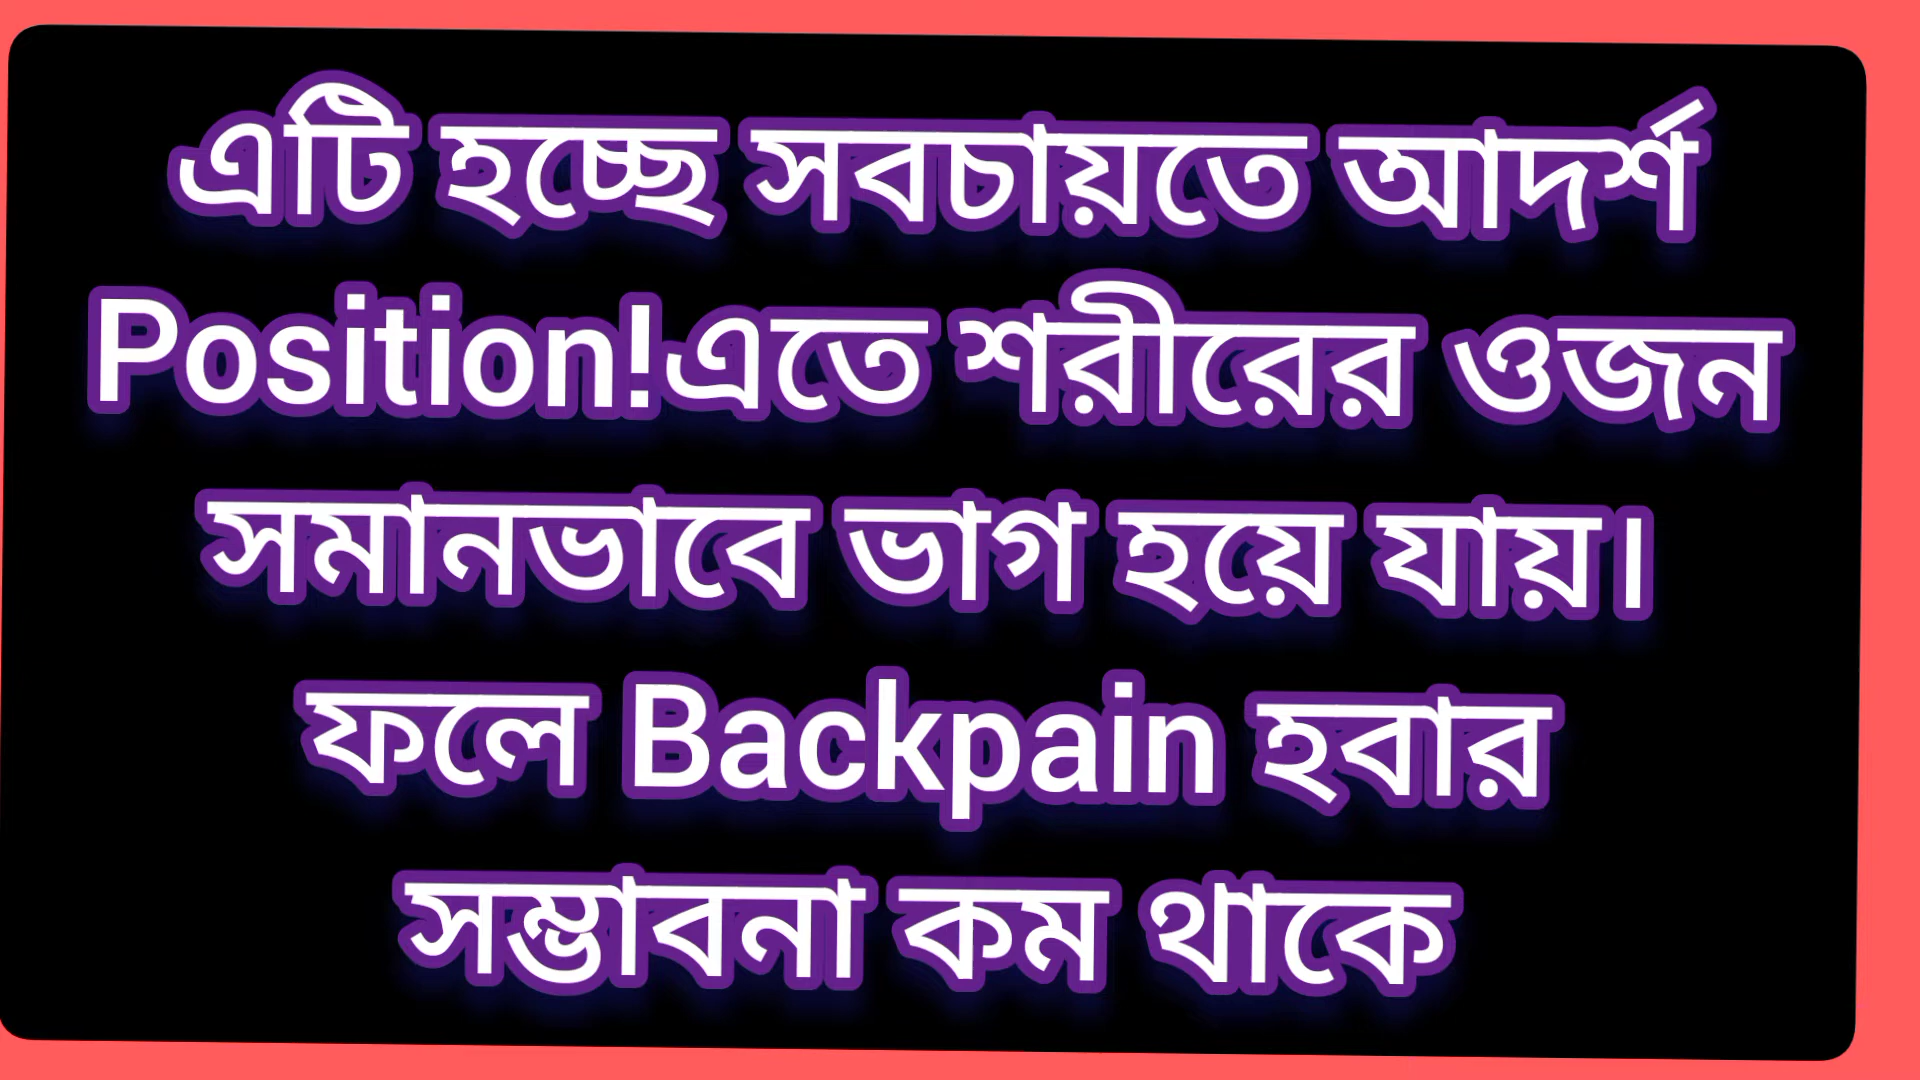 এটি হচ্ছে সবচায়তে আদর্শ
Position!এতে শরীরের ওজন
সমানভাবে ভাগ হয়ে যায়।
ফলে Backpain হবার
সম্ভাবনা কম থাকে